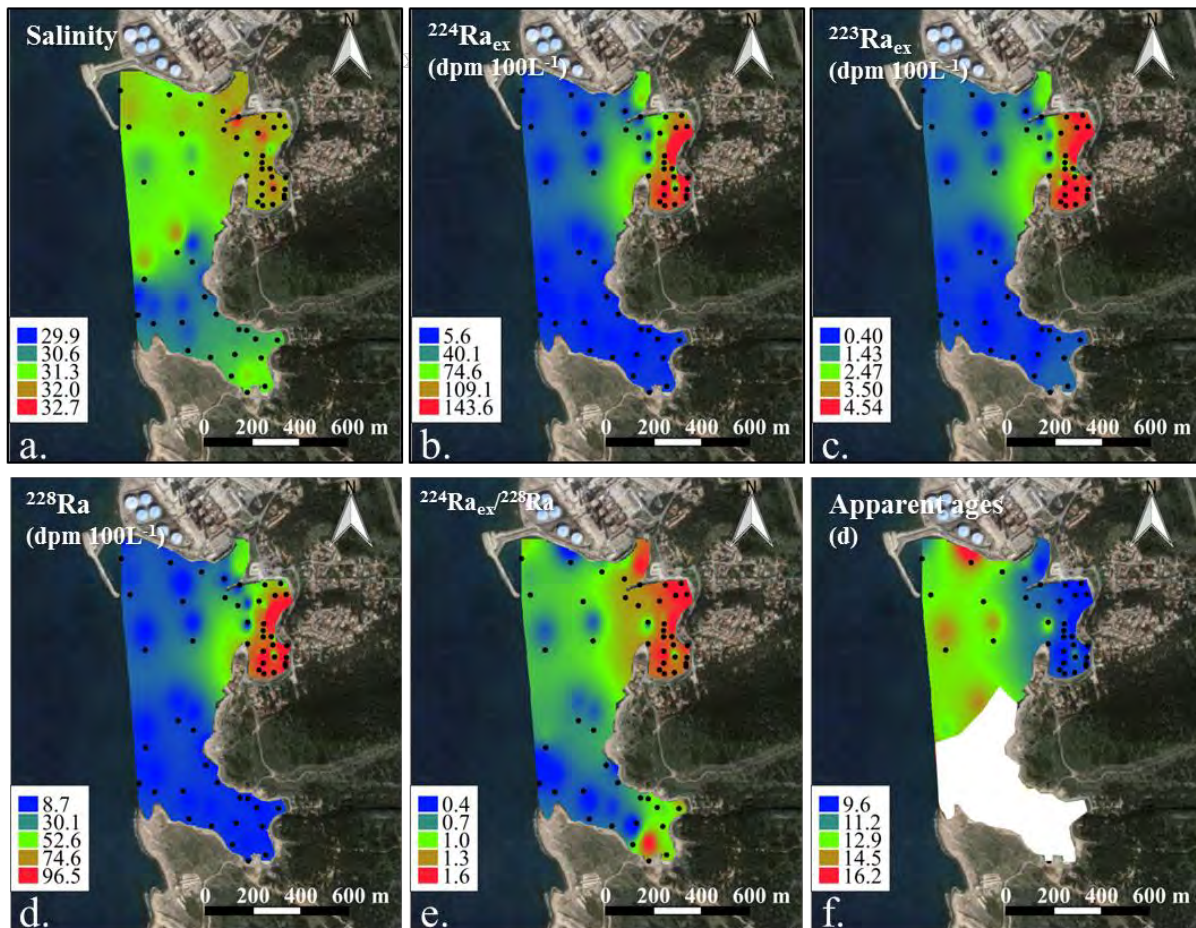 Salinity
N
29.9
30.6
31.3
32.0
32.7
0 200 400 600 m
a.
²²⁴Raₑₓ
(dpm 100L⁻¹)
N
5.6
40.1
74.6
109.1
143.6
0 200 400 600 m
b.
²²³Raₑₓ
(dpm 100L⁻¹)
N
0.40
1.43
2.47
3.50
4.54
0 200 400 600 m
c.
²²⁸Ra
(dpm 100L⁻¹)
N
8.7
30.1
52.6
74.6
96.5
0 200 400 600 m
d.
²²⁴Raₑₓ/²²⁸Ra
N
0.4
0.7
1.0
1.3
1.6
0 200 400 600 m
e.
Apparent ages
(d)
N
9.6
11.2
12.9
14.5
16.2
0 200 400 600 m
f.